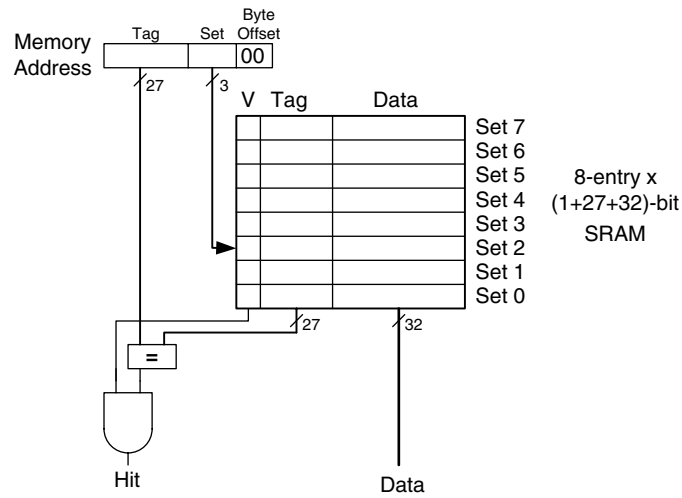 Memory
Address
Tag
Set
Byte
Offset
00
27
3
V Tag Data
Set 7
Set 6
Set 5
Set 4
Set 3
Set 2
Set 1
Set 0
8-entry x
(1+27+32)-bit
SRAM
27
32
=
Hit
Data